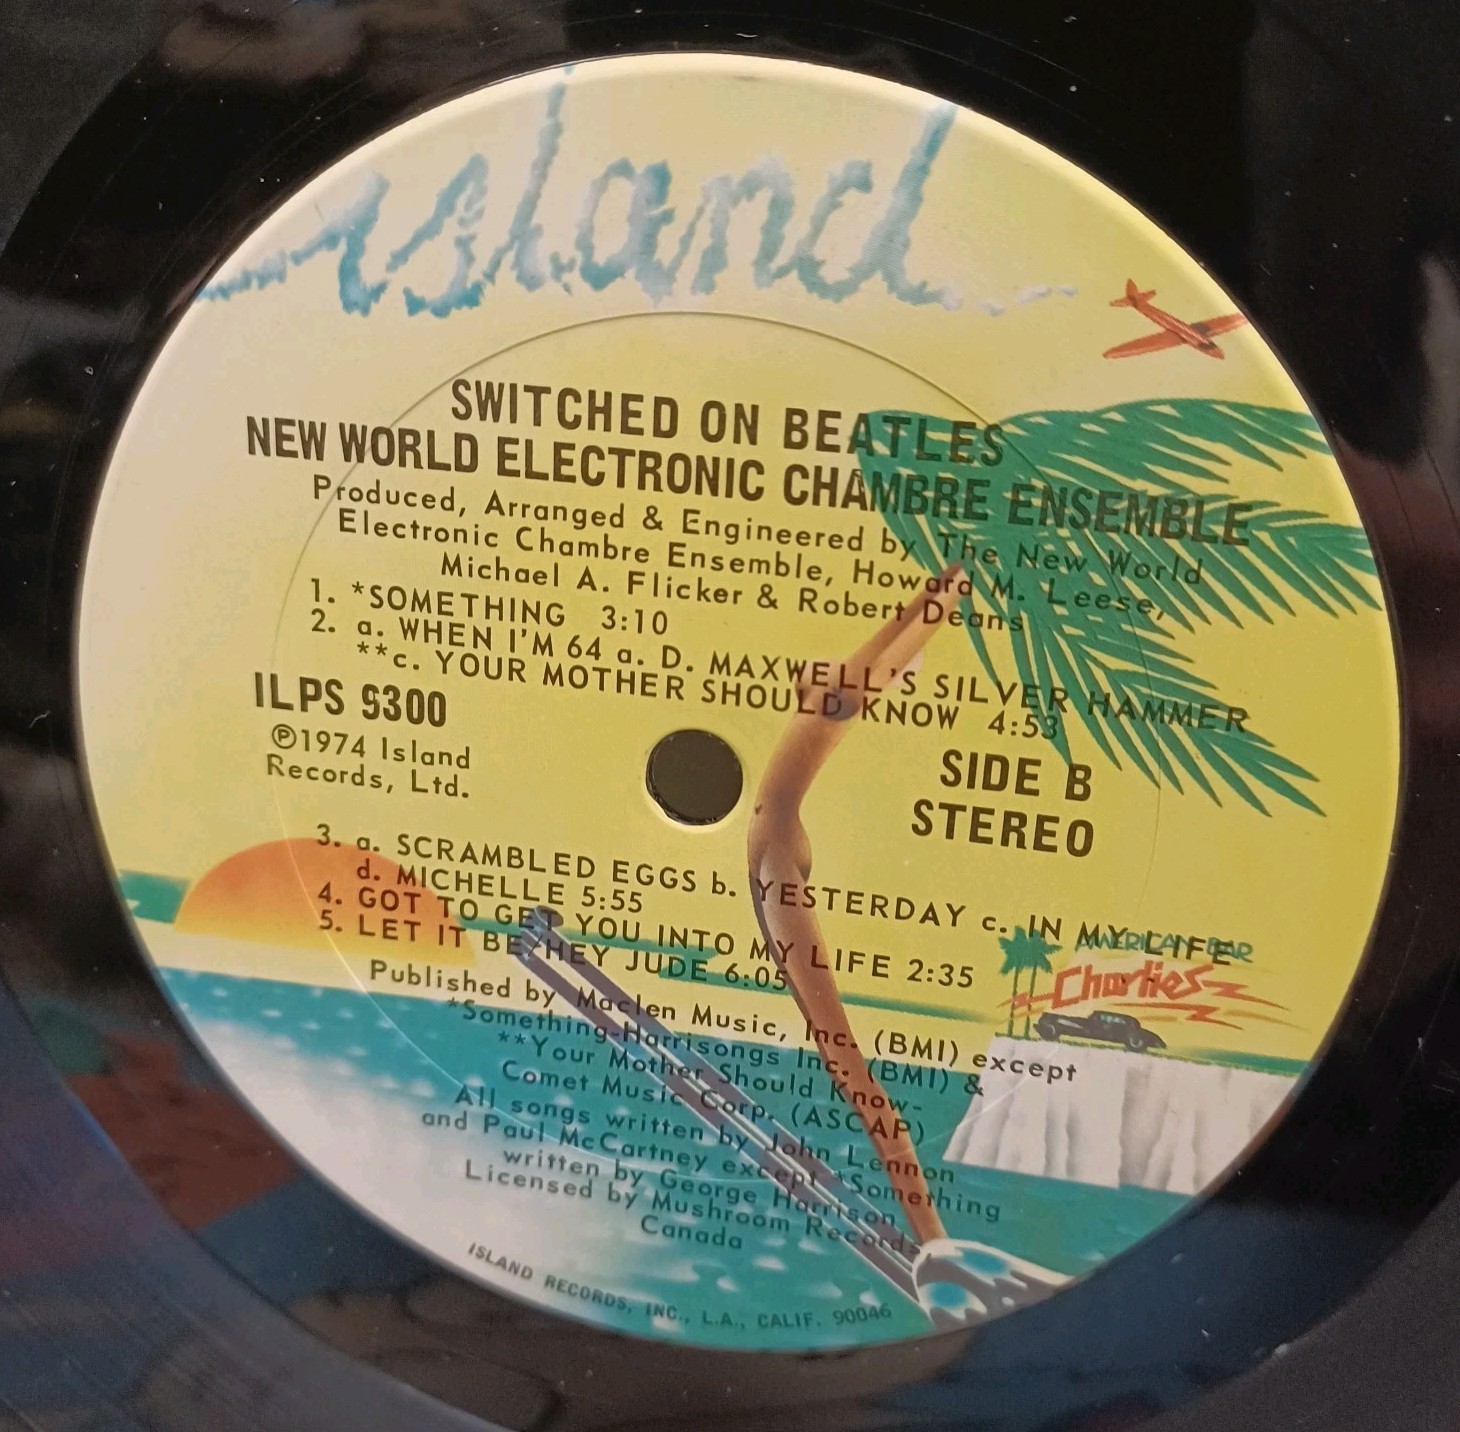 island
SWITCHED ON BEATLES
NEW WORLD ELECTRONIC CHAMBRE ENSEMBLE
Produced, Arranged & Engineered by The New World
Electronic Chambre Ensemble, Howard M. Leese,
Michael A. Flicker & Robert Deans
1. *SOMETHING 3:10
2. a. WHEN I'M 64 a. D. MAXWELL'S SILVER HAMMER
**c. YOUR MOTHER SHOULD KNOW 4:53
ILPS 9300
℗1974 Island
Records, Ltd.
SIDE B
STEREO
3. a. SCRAMBLED EGGS b. YESTERDAY c. IN MY LIFE
d. MICHELLE 5:55
4. GOT TO GET YOU INTO MY LIFE 2:35
5. LET IT BE/HEY JUDE 6:05
AMERICAN BAR
Charlies
Published by Maclen Music, Inc. (BMI) except
*Something-Harrisongs Inc. (BMI) &
**Your Mother Should Know-
Comet Music Corp. (ASCAP)
All songs written by John Lennon
and Paul McCartney except *Something
written by George Harrison
Licensed by Mushroom Records
Canada
ISLAND RECORDS, INC., L.A., CALIF. 90046